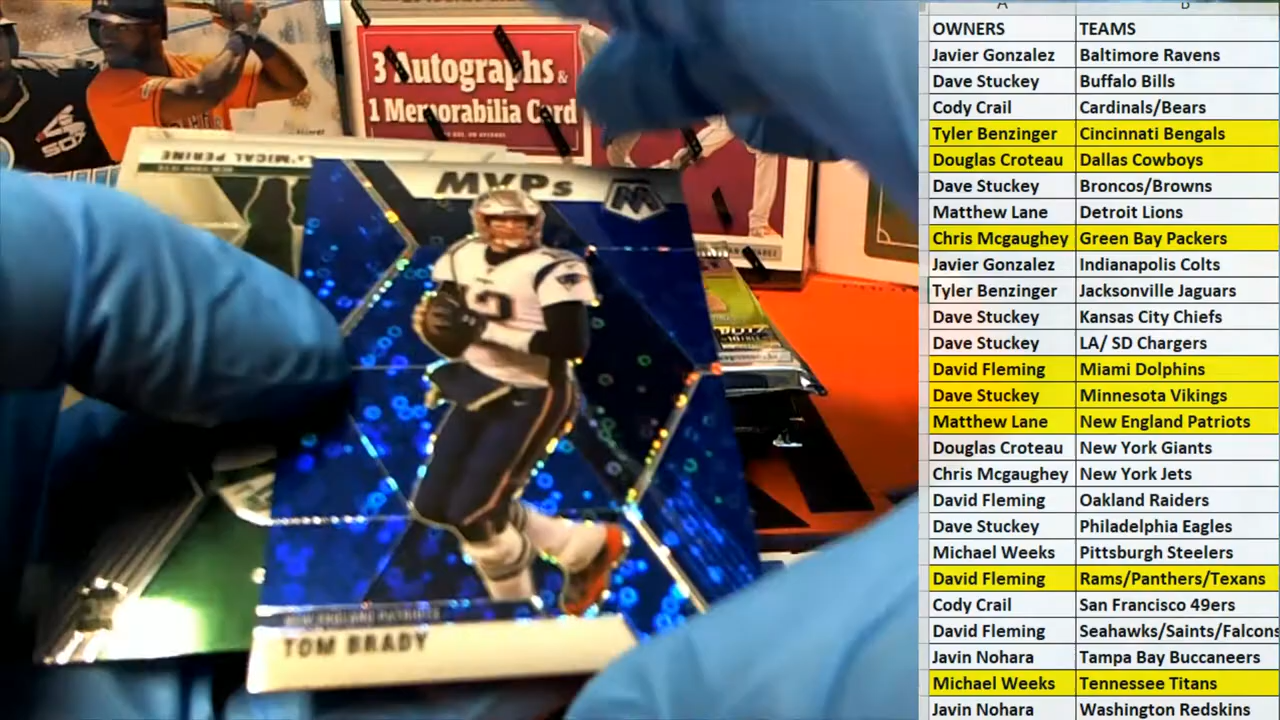 3 Autographs &
1 Memorabilia Card
MICAL PERINE
MVPs
M
12
NEW ENGLAND PATRIOTS
TOM BRADY
A B
OWNERS TEAMS
Javier Gonzalez Baltimore Ravens
Dave Stuckey Buffalo Bills
Cody Crail Cardinals/Bears
Tyler Benzinger Cincinnati Bengals
Douglas Croteau Dallas Cowboys
Dave Stuckey Broncos/Browns
Matthew Lane Detroit Lions
Chris Mcgaughey Green Bay Packers
Javier Gonzalez Indianapolis Colts
Tyler Benzinger Jacksonville Jaguars
Dave Stuckey Kansas City Chiefs
Dave Stuckey LA/ SD Chargers
David Fleming Miami Dolphins
Dave Stuckey Minnesota Vikings
Matthew Lane New England Patriots
Douglas Croteau New York Giants
Chris Mcgaughey New York Jets
David Fleming Oakland Raiders
Dave Stuckey Philadelphia Eagles
Michael Weeks Pittsburgh Steelers
David Fleming Rams/Panthers/Texans
Cody Crail San Francisco 49ers
David Fleming Seahawks/Saints/Falcons
Javin Nohara Tampa Bay Buccaneers
Michael Weeks Tennessee Titans
Javin Nohara Washington Redskins